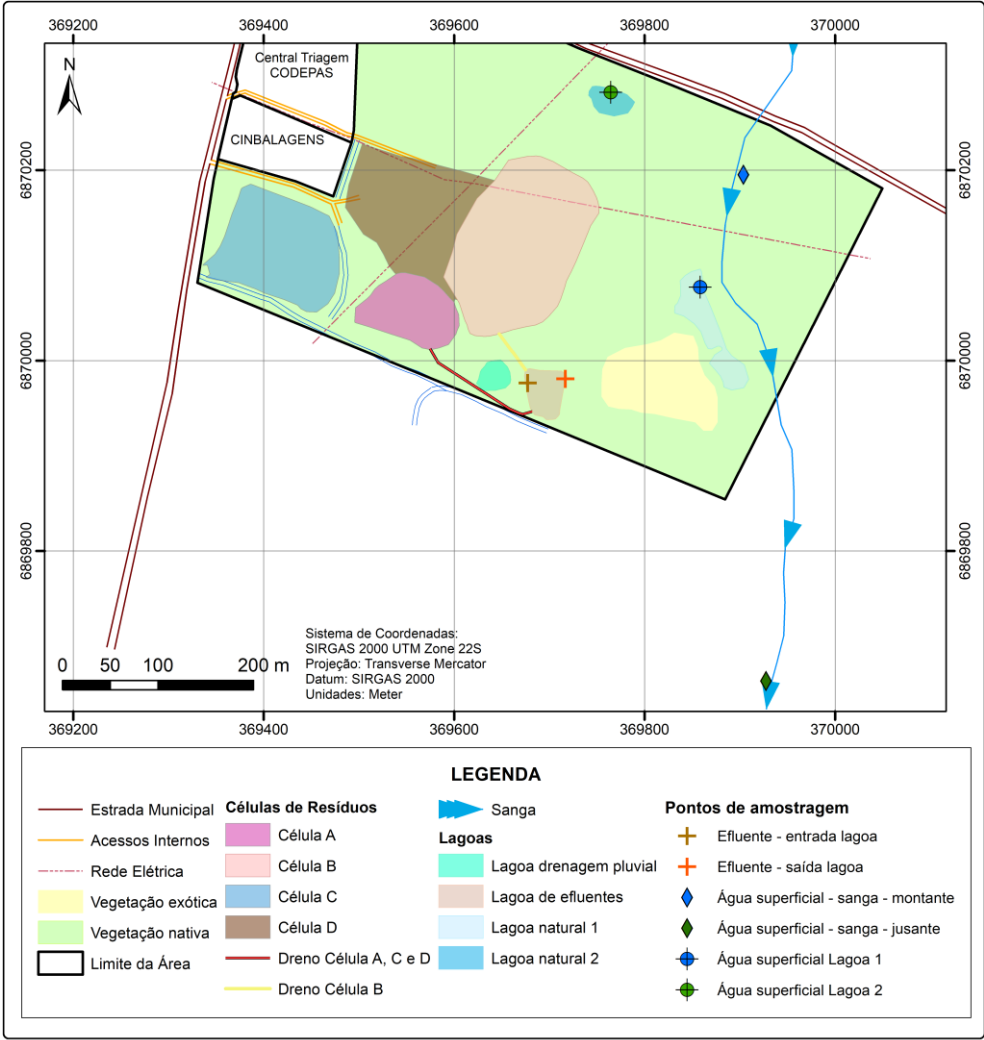 369200 369400 369600 369800 370000
N
Central Triagem
CODEPAS
CINBALAGENS
6870200 6870200
6870000 6870000
6869800 6869800
Sistema de Coordenadas:
SIRGAS 2000 UTM Zone 22S
Projeção: Transverse Mercator
Datum: SIRGAS 2000
Unidades: Meter
0 50 100 200 m
369200 369400 369600 369800 370000
LEGENDA
Estrada Municipal
Acessos Internos
Rede Elétrica
Vegetação exótica
Vegetação nativa
Limite da Área
Células de Resíduos
Célula A
Célula B
Célula C
Célula D
Dreno Célula A, C e D
Dreno Célula B
Sanga
Lagoas
Lagoa drenagem pluvial
Lagoa de efluentes
Lagoa natural 1
Lagoa natural 2
Pontos de amostragem
Efluente - entrada lagoa
Efluente - saída lagoa
Água superficial - sanga - montante
Água superficial - sanga - jusante
Água superficial Lagoa 1
Água superficial Lagoa 2